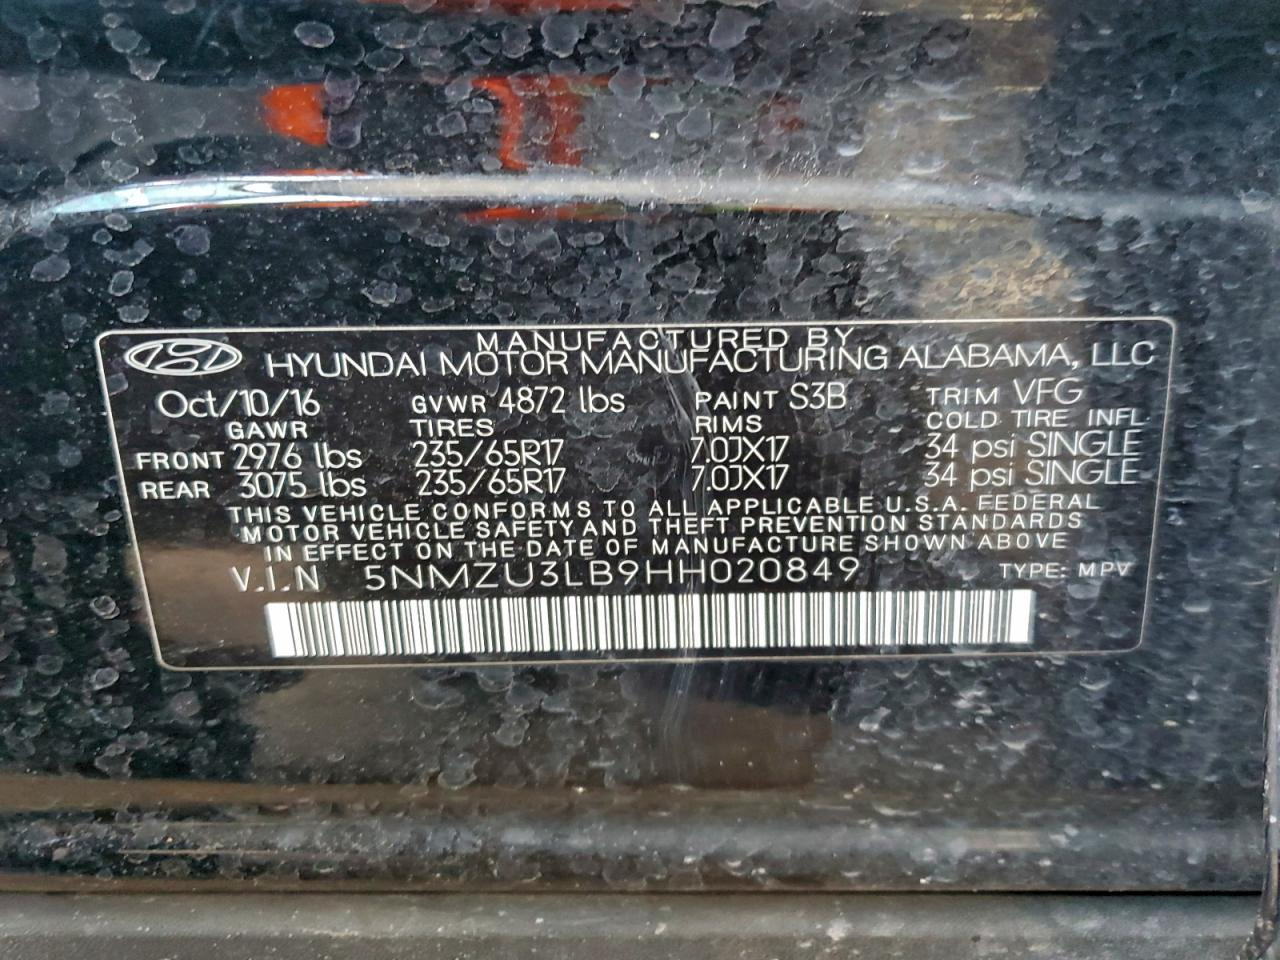 MANUFACTURED BY
HYUNDAI MOTOR MANUFACTURING ALABAMA, LLC
Oct/10/16 GVWR 4872 lbs PAINT S3B TRIM VFG
GAWR TIRES RIMS COLD TIRE INFL
FRONT 2976 lbs 235/65R17 7.0JX17 34 psi SINGLE
REAR 3075 lbs 235/65R17 7.0JX17 34 psi SINGLE
THIS VEHICLE CONFORMS TO ALL APPLICABLE U.S.A. FEDERAL
MOTOR VEHICLE SAFETY AND THEFT PREVENTION STANDARDS
IN EFFECT ON THE DATE OF MANUFACTURE SHOWN ABOVE
V.I.N 5NMZU3LB9HH020849 TYPE: MPV